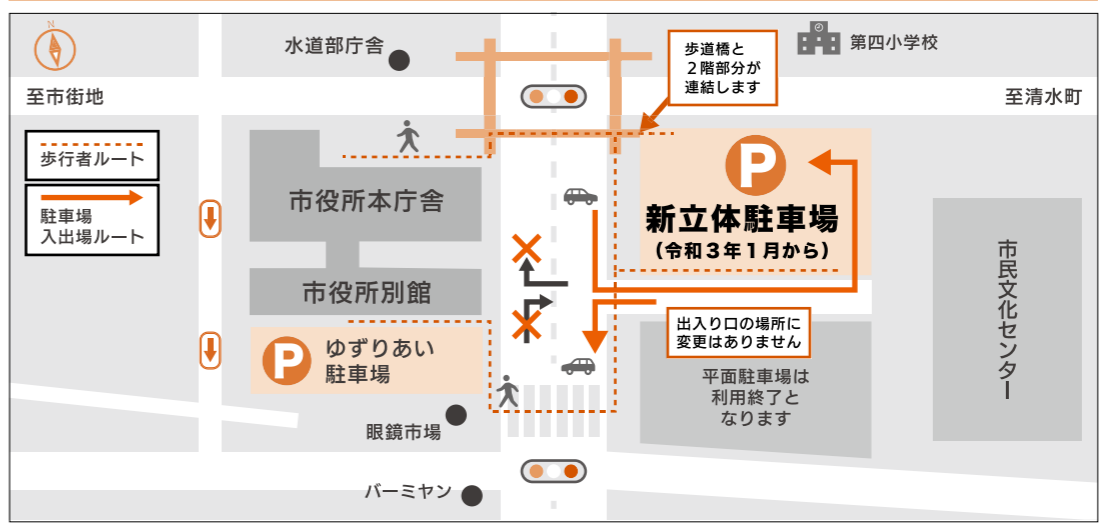 N
水道部庁舎
歩道橋と
２階部分が
連結します
第四小学校
至市街地
至清水町
歩行者ルート
駐車場
入出場ルート
市役所本庁舎
P
新立体駐車場
（令和３年１月から）
市役所別館
市民文化センター
出入り口の場所に
変更はありません
P
ゆずりあい
駐車場
平面駐車場は
利用終了と
なります
眼鏡市場
バーミヤン